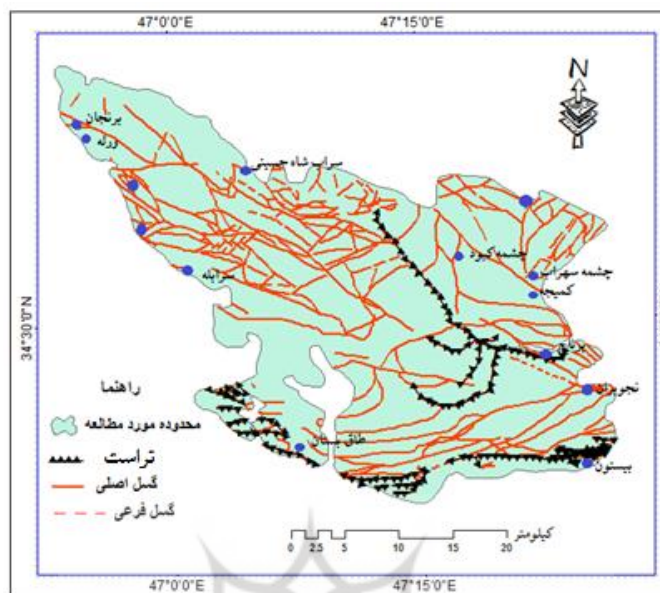 47°0'0"E 47°15'0"E
N
برنجان
ورله
سراب شاه حسینی
چشمه کبود
چشمه سهراب
سرابله
کمیجه
34°30'0"N
برناج
نجوبران
راهنما
محدوده مورد مطالعه
طاق بستان
تراست
بیستون
گسل اصلی
گسل فرعی
کیلومتر
0 2.5 5 10 15 20
47°0'0"E 47°15'0"E